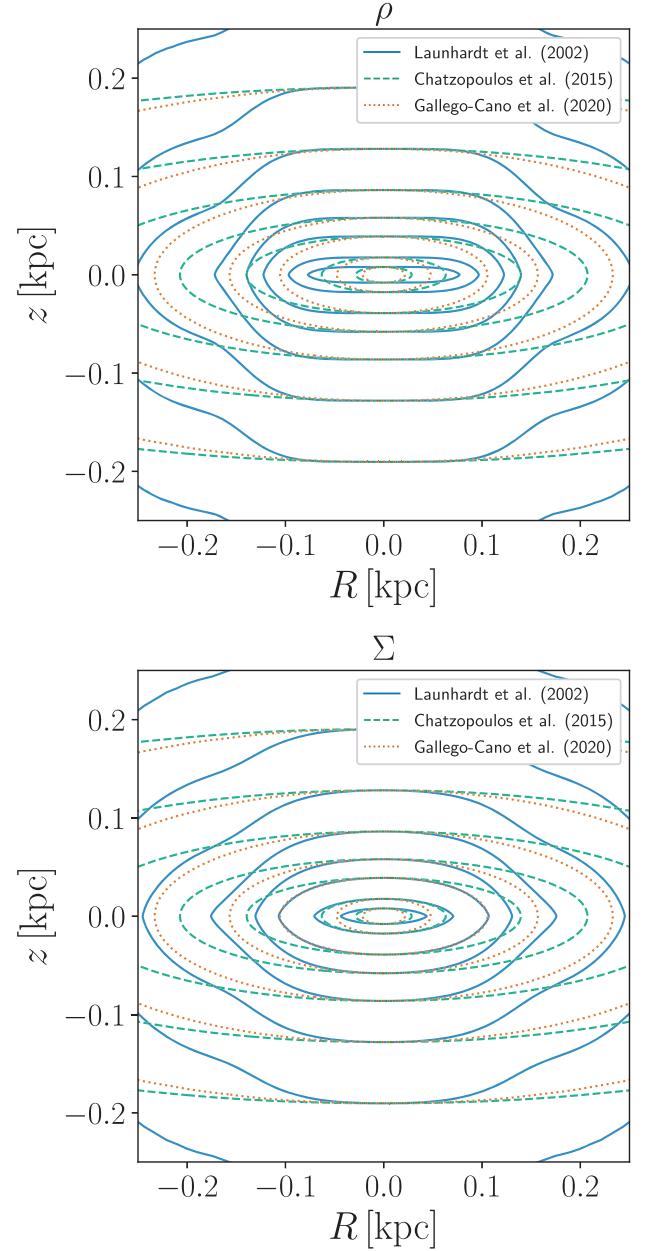 ρ
Launhardt et al. (2002)
Chatzopoulos et al. (2015)
Gallego-Cano et al. (2020)
0.2
0.1
0.0
−0.1
−0.2
z [kpc]
−0.2 −0.1 0.0 0.1 0.2
R [kpc]
Σ
Launhardt et al. (2002)
Chatzopoulos et al. (2015)
Gallego-Cano et al. (2020)
0.2
0.1
0.0
−0.1
−0.2
z [kpc]
−0.2 −0.1 0.0 0.1 0.2
R [kpc]